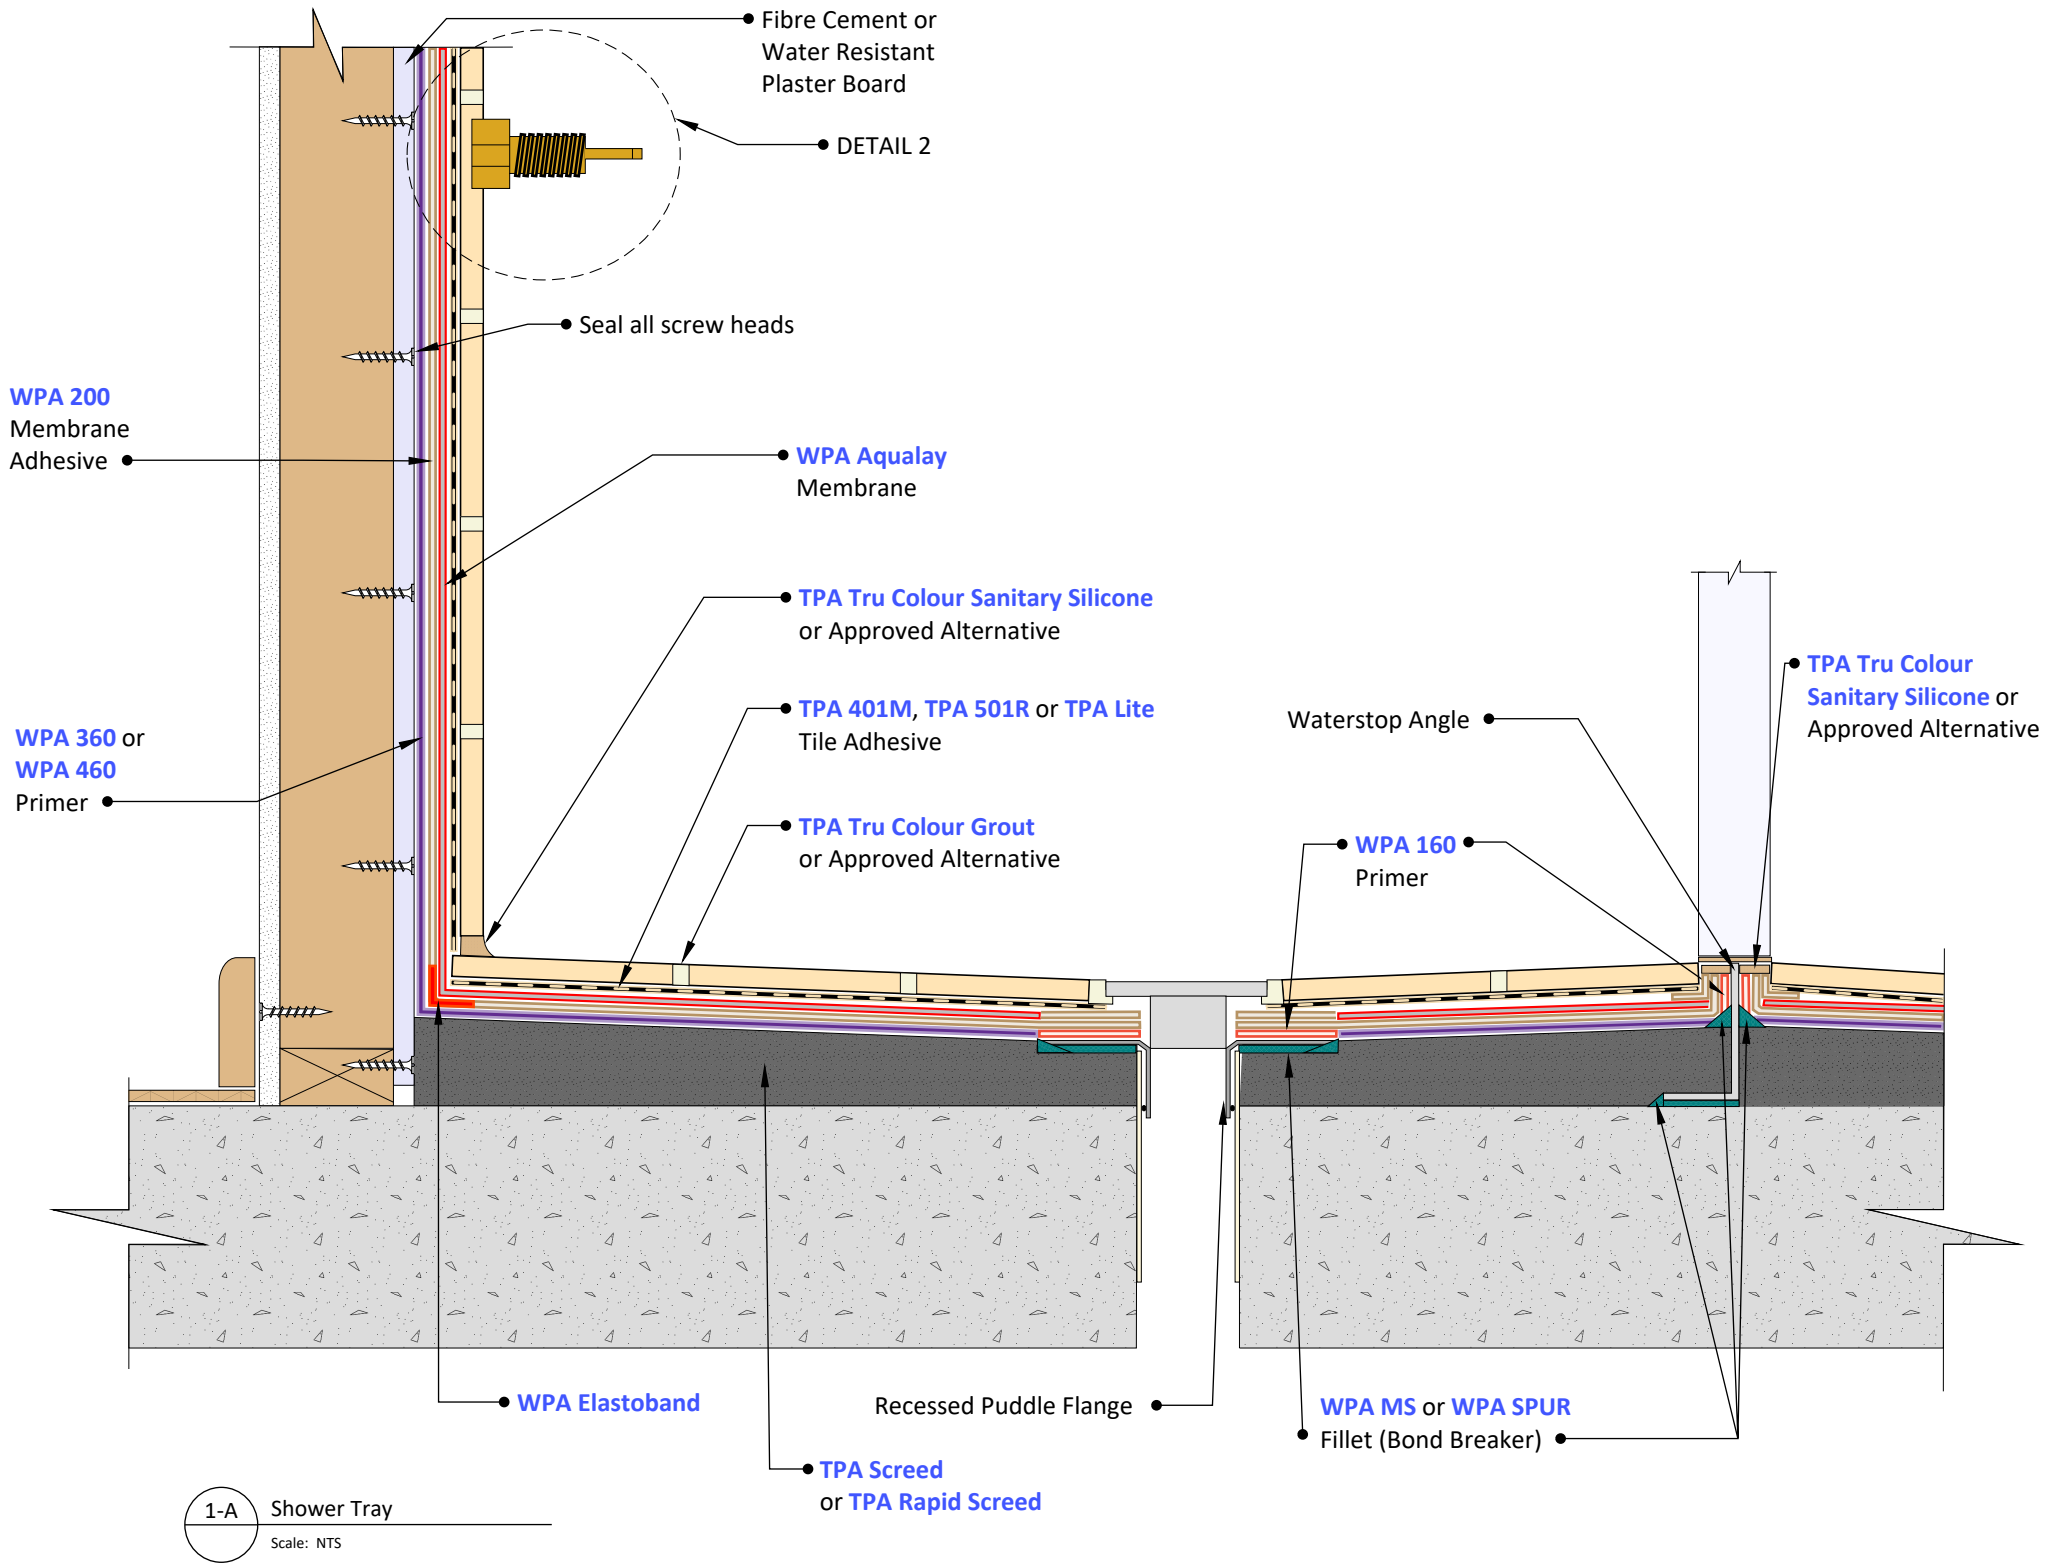 Fibre Cement or
Water Resistant
Plaster Board
DETAIL 2
Seal all screw heads
WPA 200
Membrane
Adhesive
WPA Aqualay
Membrane
TPA Tru Colour Sanitary Silicone
or Approved Alternative
TPA Tru Colour
Sanitary Silicone or
Approved Alternative
TPA 401M, TPA 501R or TPA Lite
Tile Adhesive
Waterstop Angle
WPA 360 or
WPA 460
Primer
TPA Tru Colour Grout
or Approved Alternative
WPA 160
Primer
WPA Elastoband
Recessed Puddle Flange
WPA MS or WPA SPUR
Fillet (Bond Breaker)
TPA Screed
or TPA Rapid Screed
1-A
Shower Tray
Scale: NTS